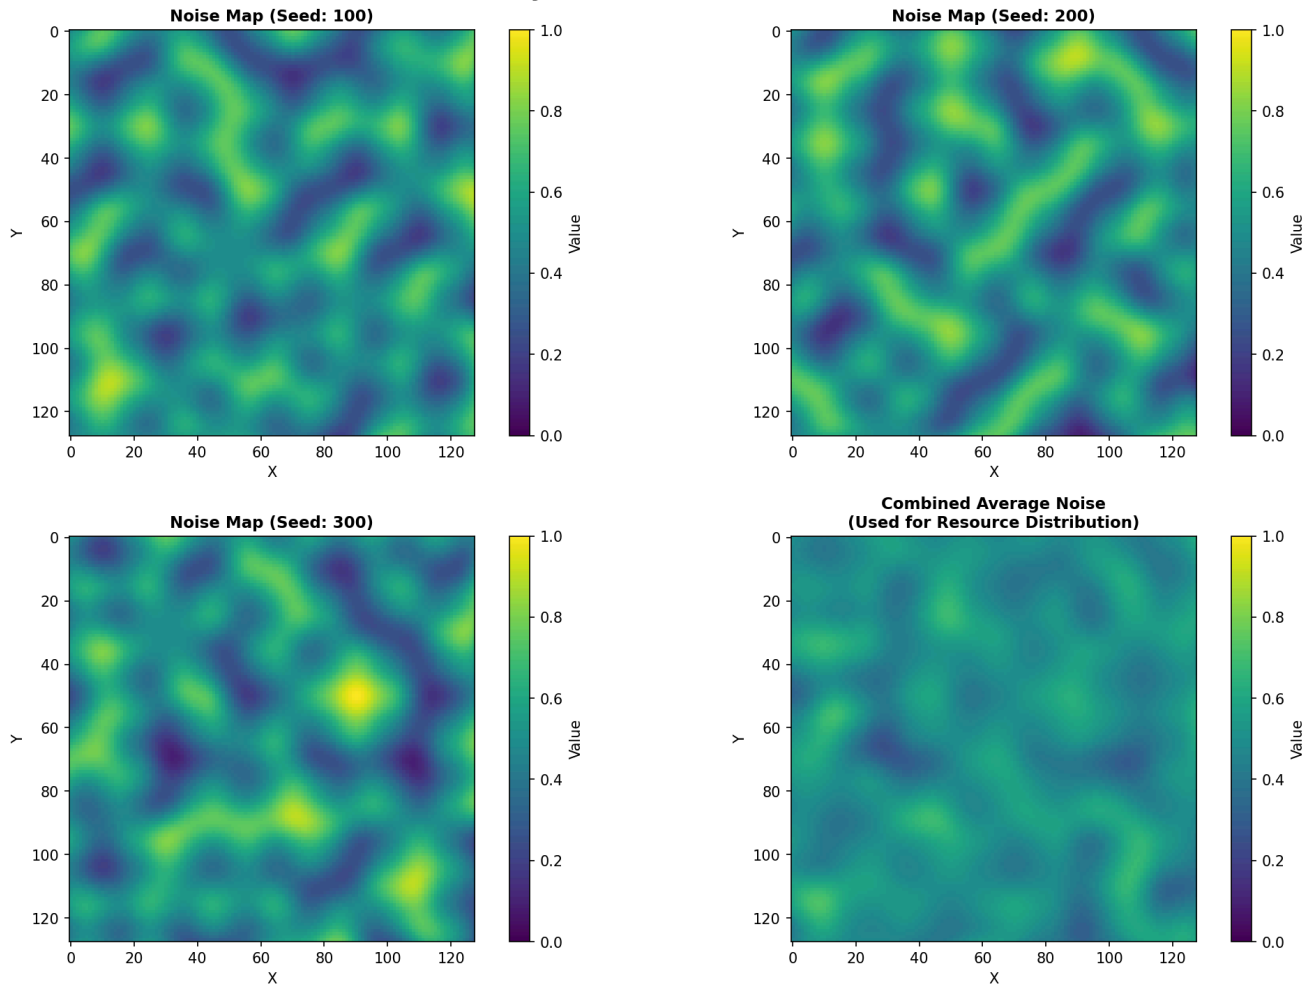 Noise Map (Seed: 100)
0
20
40
60
80
100
120
Y
0 20 40 60 80 100 120
X
1.0
0.8
0.6
0.4
0.2
0.0
Value
Noise Map (Seed: 200)
0
20
40
60
80
100
120
Y
0 20 40 60 80 100 120
X
1.0
0.8
0.6
0.4
0.2
0.0
Value
Noise Map (Seed: 300)
0
20
40
60
80
100
120
Y
0 20 40 60 80 100 120
X
1.0
0.8
0.6
0.4
0.2
0.0
Value
Combined Average Noise
(Used for Resource Distribution)
0
20
40
60
80
100
120
Y
0 20 40 60 80 100 120
X
1.0
0.8
0.6
0.4
0.2
0.0
Value